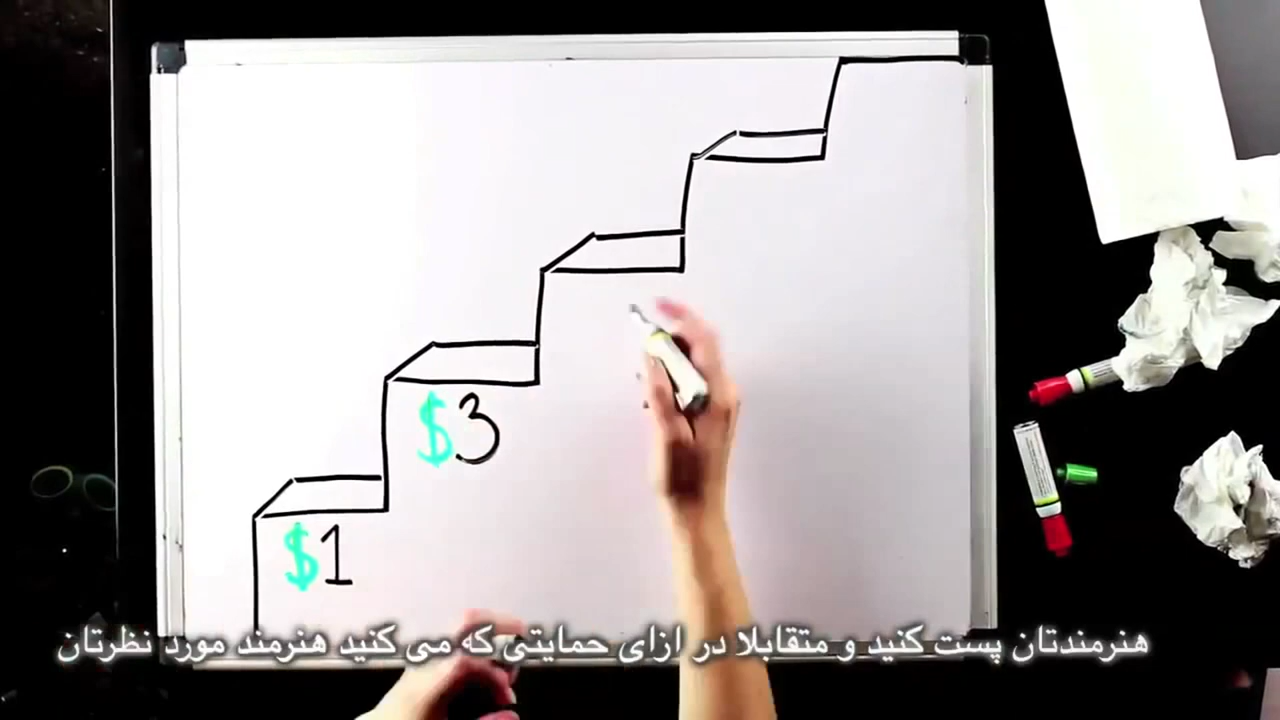 $3
$1
هنرمندتان پست کنید و متقابلا در ازای حمایتی که می کنید هنرمند مورد نظرتان